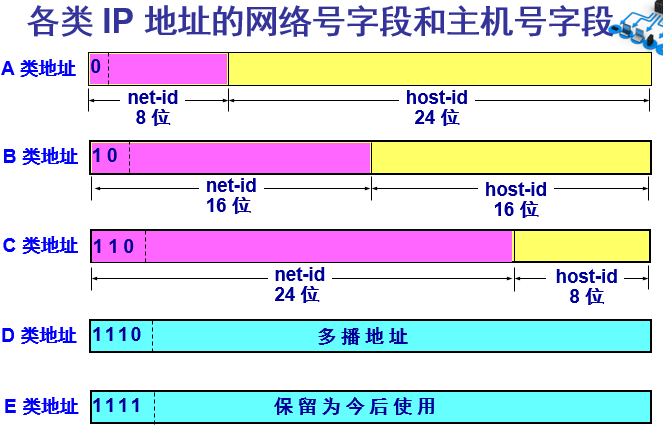 各类 IP 地址的网络号字段和主机号字段
A 类地址
0
net-id
8 位
host-id
24 位
B 类地址
1 0
net-id
16 位
host-id
16 位
C 类地址
1 1 0
net-id
24 位
host-id
8 位
D 类地址
1110
多播地址
E 类地址
1111
保留为今后使用